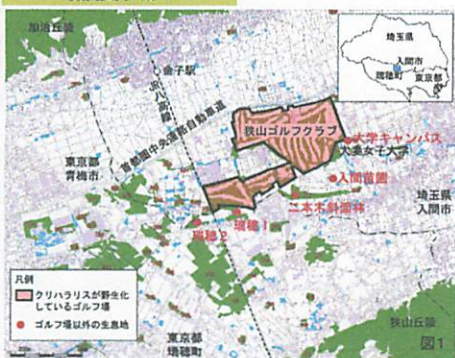 加治丘陵
金子駅
JR八高線
首都圏中央連絡自動車道
埼玉県
入間市
瑞穂町
東京都
狭山ゴルフクラブ
大学キャンパス
大妻女子大学
入間苗園
二本木斜面林
瑞穂1
瑞穂2
東京都
青梅市
埼玉県
入間市
凡例
クリハラリスが野生化
しているゴルフ場
ゴルフ場以外の生息地
東京都
瑞穂町
狭山丘陵
図1